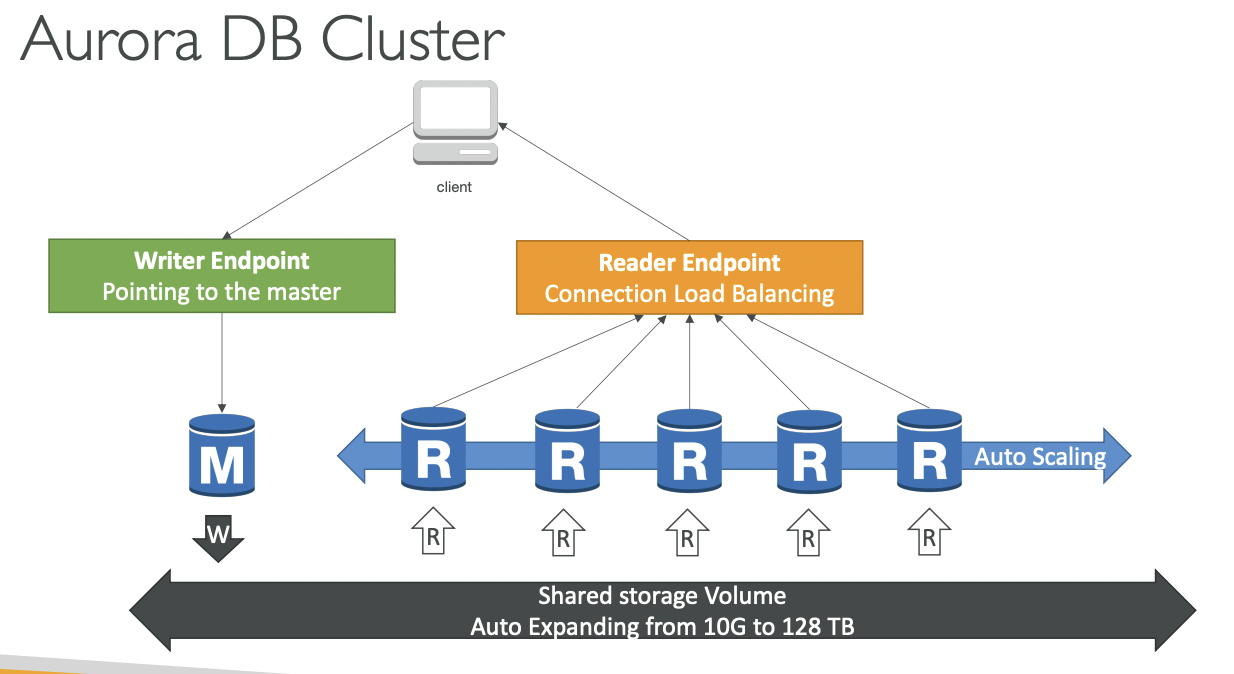 Aurora DB Cluster
client
Writer Endpoint
Pointing to the master
Reader Endpoint
Connection Load Balancing
M
R
R
R
R
R
Auto Scaling
W
R
R
R
R
R
Shared storage Volume
Auto Expanding from 10G to 128 TB